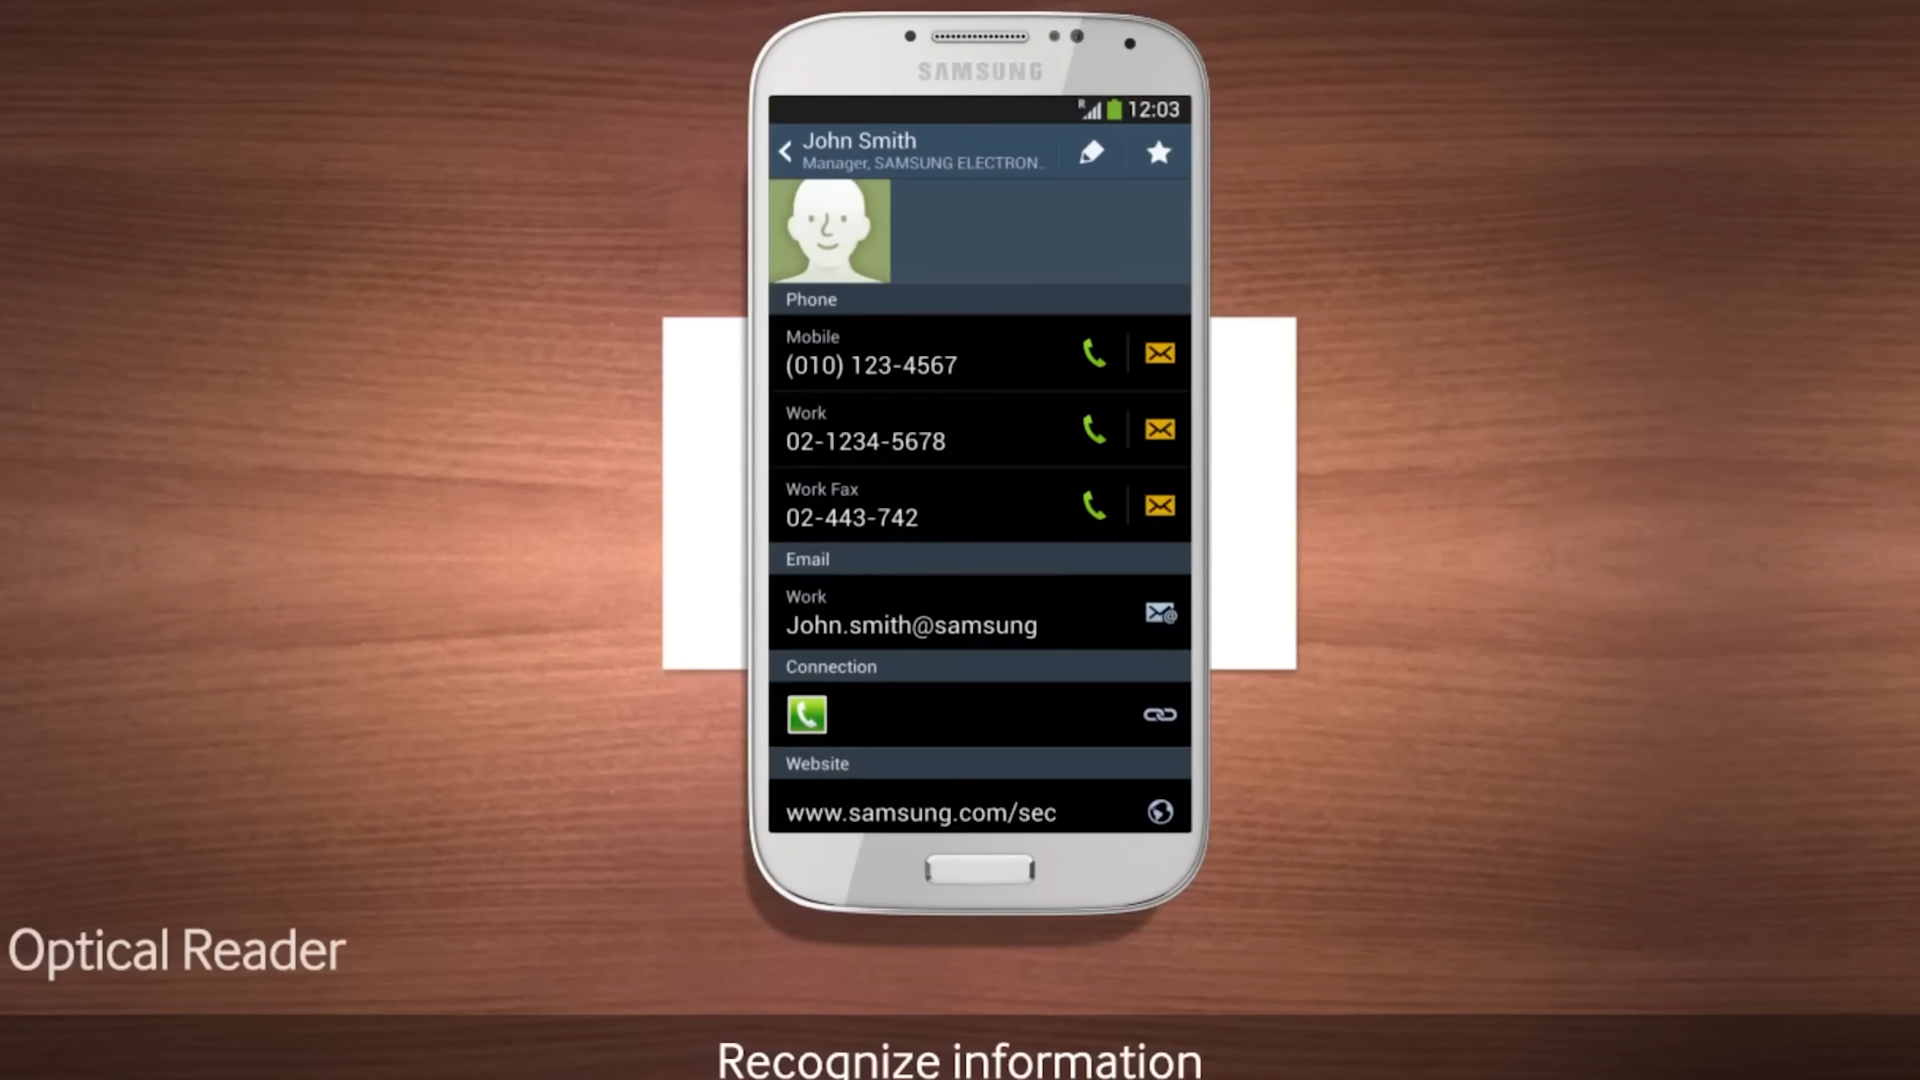 SAMSUNG
R 12:03
John Smith
Manager, SAMSUNG ELECTRON..
Phone
Mobile
(010) 123-4567
Work
02-1234-5678
Work Fax
02-443-742
Email
Work
John.smith@samsung
Connection
Website
www.samsung.com/sec
Optical Reader
Recognize information